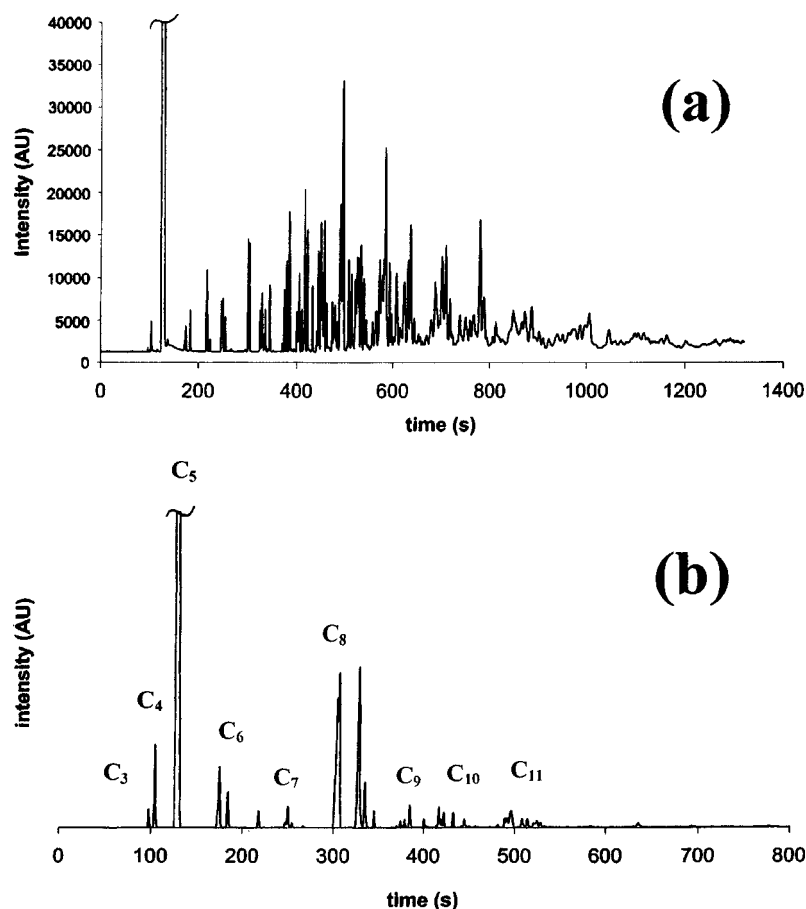 40000
35000
30000
25000
20000
15000
10000
5000
0
Intensity (AU)
(a)
0 200 400 600 800 1000 1200 1400
time (s)
C₅
(b)
C₈
C₄
C₆
C₃
C₇
C₉ C₁₀ C₁₁
intensity (AU)
0 100 200 300 400 500 600 700 800
time (s)